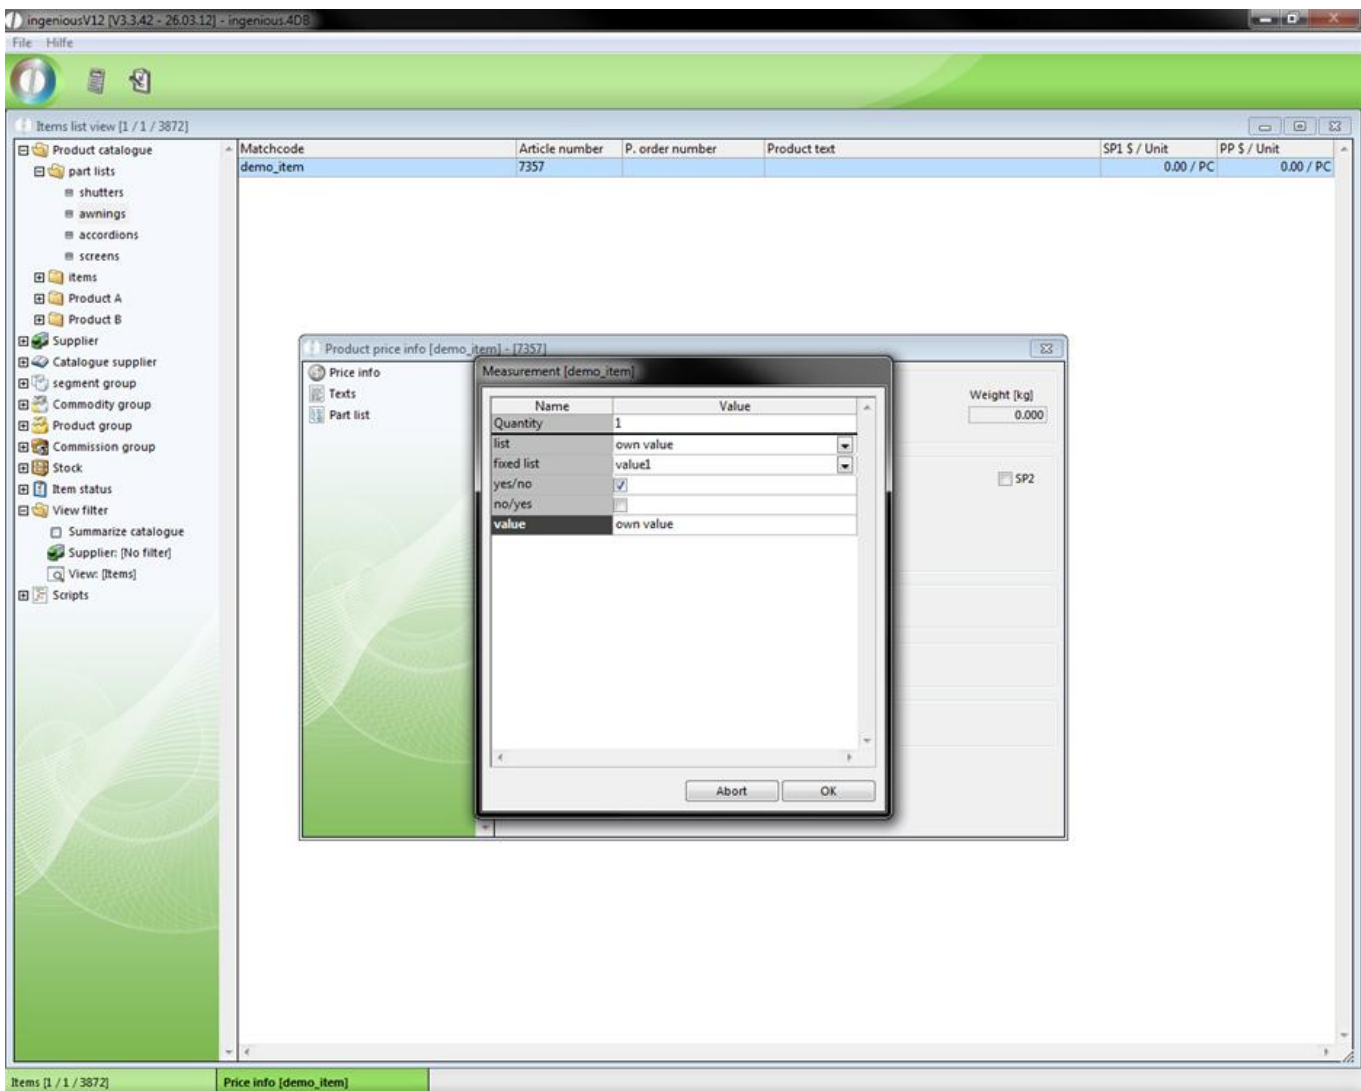 ingeniousV12 [V3.3.42 - 26.03.12] - ingenious.4DB
File Hilfe
Items list view [1 / 1 / 3872]
Product catalogue
part lists
shutters
awnings
accordions
screens
items
Product A
Product B
Supplier
Catalogue supplier
segment group
Commodity group
Product group
Commission group
Stock
Item status
View filter
Summarize catalogue
Supplier: [No filter]
View: [Items]
Scripts
Matchcode Article number P. order number Product text SP1 $ / Unit PP $ / Unit
demo_item 7357 0.00 / PC 0.00 / PC
Product price info [demo_item] - [7357]
Price info
Texts
Part list
Weight [kg]
0.000
SP2
Measurement [demo_item]
Name Value
Quantity 1
list own value
fixed list value1
yes/no
no/yes
value own value
Abort OK
Items [1 / 1 / 3872] Price info [demo_item]